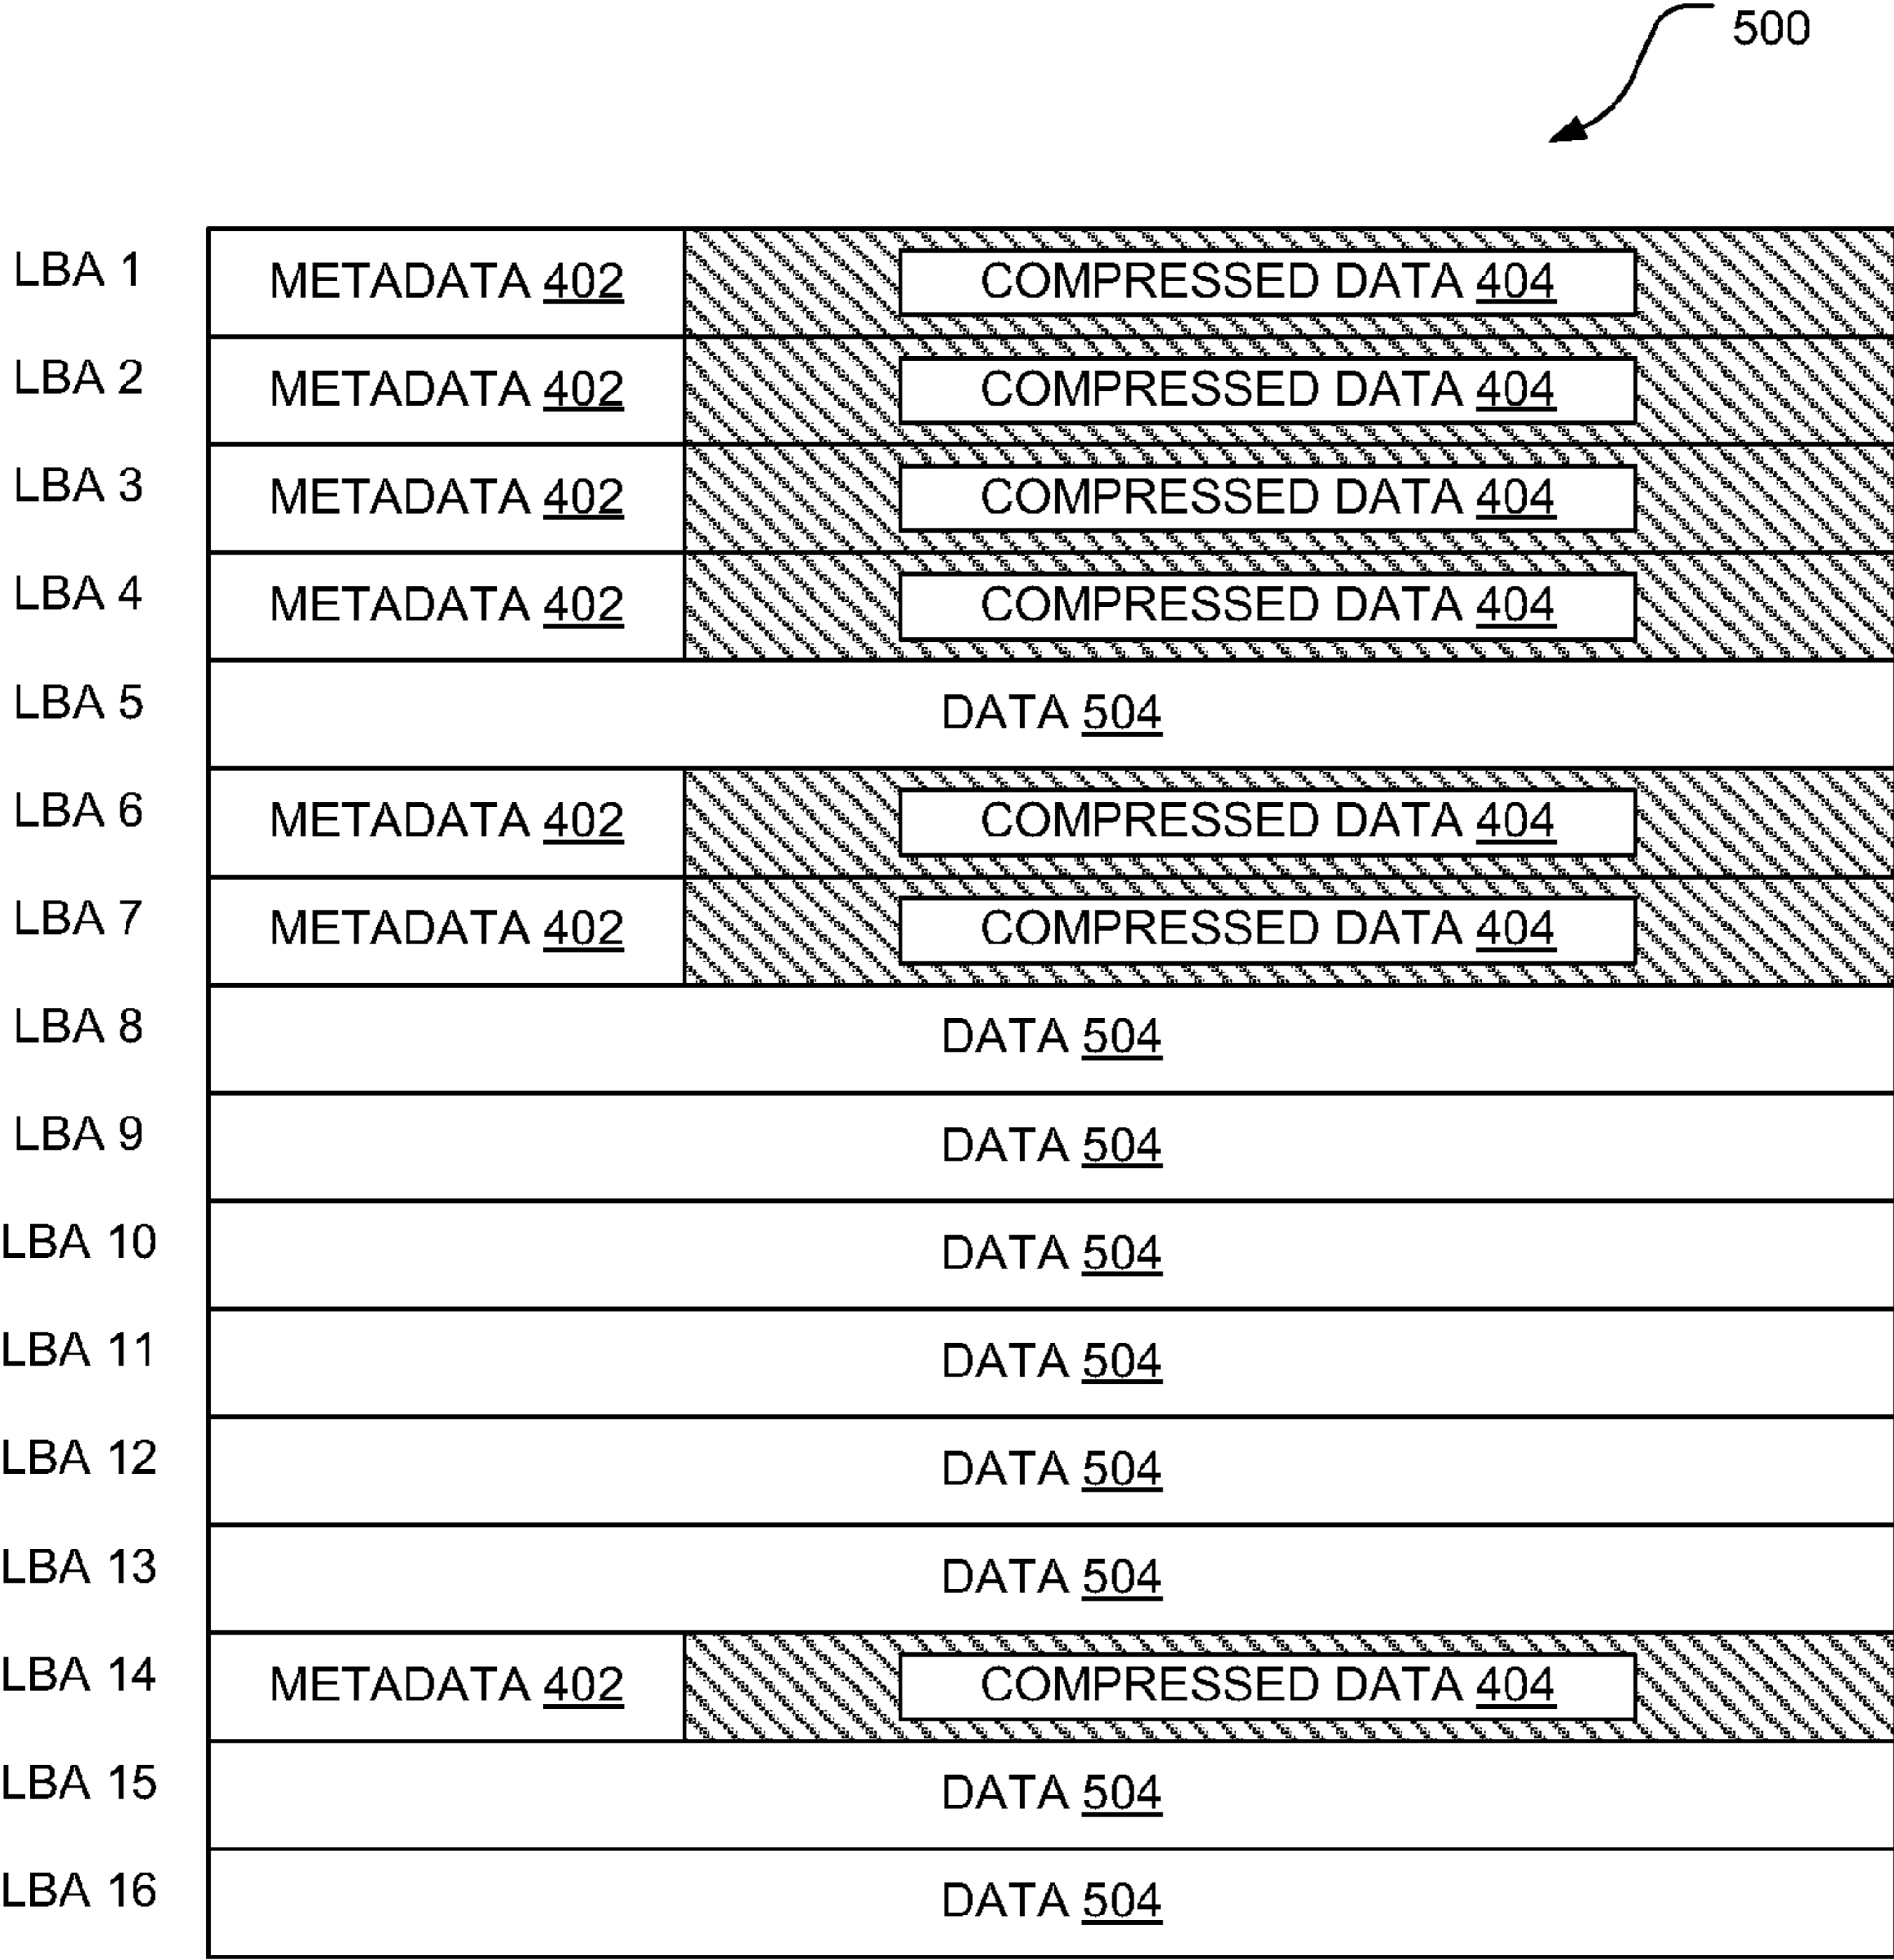 500
LBA 1 METADATA 402 COMPRESSED DATA 404
LBA 2 METADATA 402 COMPRESSED DATA 404
LBA 3 METADATA 402 COMPRESSED DATA 404
LBA 4 METADATA 402 COMPRESSED DATA 404
LBA 5 DATA 504
LBA 6 METADATA 402 COMPRESSED DATA 404
LBA 7 METADATA 402 COMPRESSED DATA 404
LBA 8 DATA 504
LBA 9 DATA 504
LBA 10 DATA 504
LBA 11 DATA 504
LBA 12 DATA 504
LBA 13 DATA 504
LBA 14 METADATA 402 COMPRESSED DATA 404
LBA 15 DATA 504
LBA 16 DATA 504